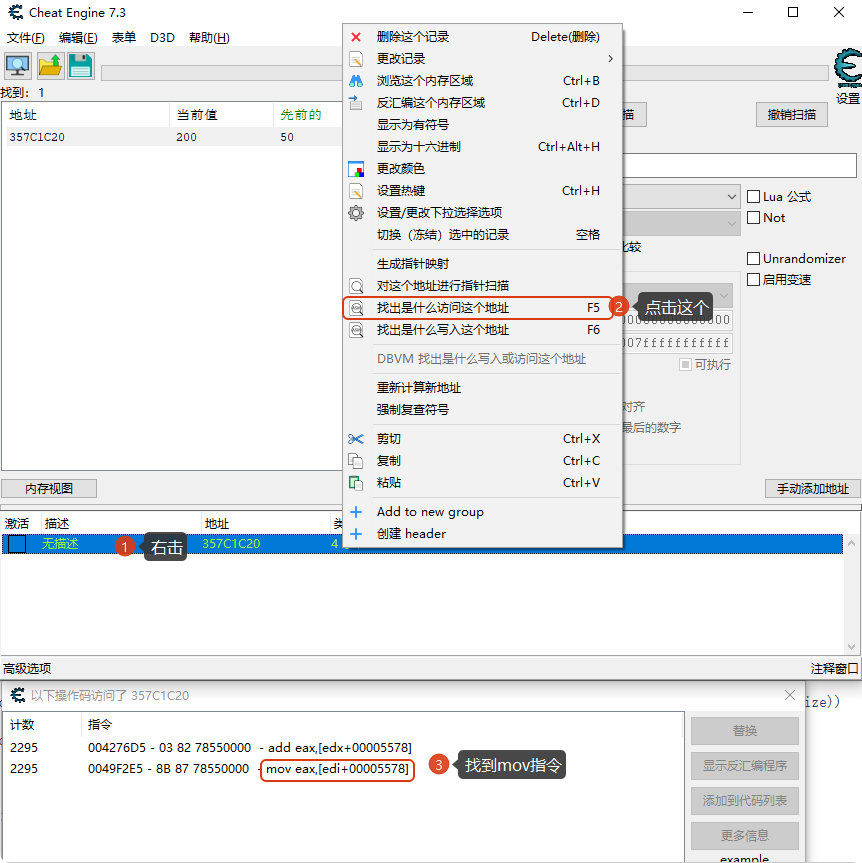 Cheat Engine 7.3
文件(F) 编辑(E) 表单 D3D 帮助(H)
找到: 1
设置
地址 当前值 先前的
357C1C20 200 50
描
撤销扫描
Lua 公式
Not
比较
Unrandomizer
启用变速
0000000000000
007fffffffffff
可执行
对齐
最后的数字
内存视图
手动添加地址
删除这个记录 Delete(删除)
更改记录
浏览这个内存区域 Ctrl+B
反汇编这个内存区域 Ctrl+D
显示为有符号
显示为十六进制 Ctrl+Alt+H
更改颜色
设置热键 Ctrl+H
设置/更改下拉选择选项
切换（冻结）选中的记录 空格
生成指针映射
对这个地址进行指针扫描
找出是什么访问这个地址 F5
2 点击这个
找出是什么写入这个地址 F6
DBVM 找出是什么写入或访问这个地址
重新计算新地址
强制复查符号
剪切 Ctrl+X
复制 Ctrl+C
粘贴 Ctrl+V
Add to new group
创建 header
激活 描述 地址 类
无描述 357C1C20 4
1 右击
高级选项 注释窗口
以下操作码访问了 357C1C20
ize))
计数 指令
2295 004276D5 - 03 82 78550000 - add eax,[edx+00005578]
2295 0049F2E5 - 8B 87 78550000 - mov eax,[edi+00005578]
3 找到mov指令
替换
显示反汇编程序
添加到代码列表
更多信息
example